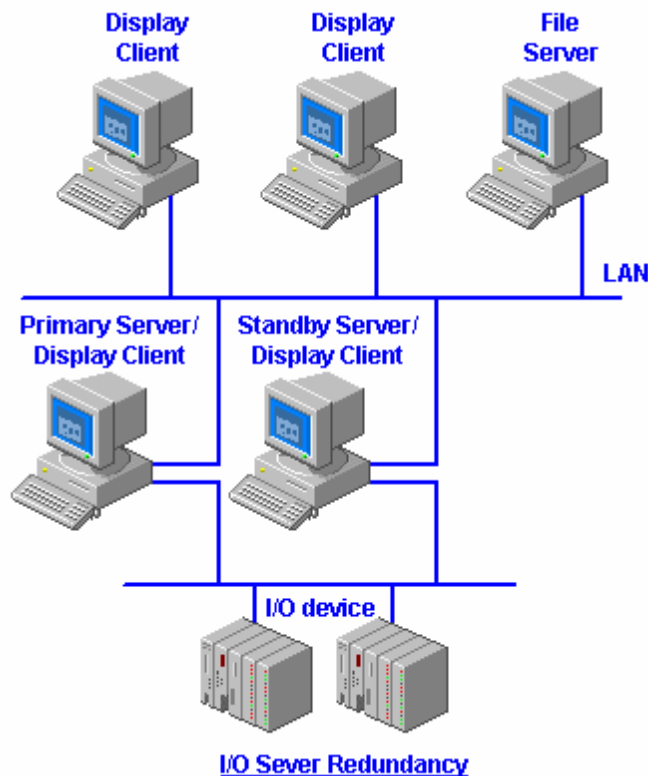 Display
Client
Display
Client
File
Server
LAN
Primary Server/
Display Client
Standby Server/
Display Client
I/O device
I/O Sever Redundancy